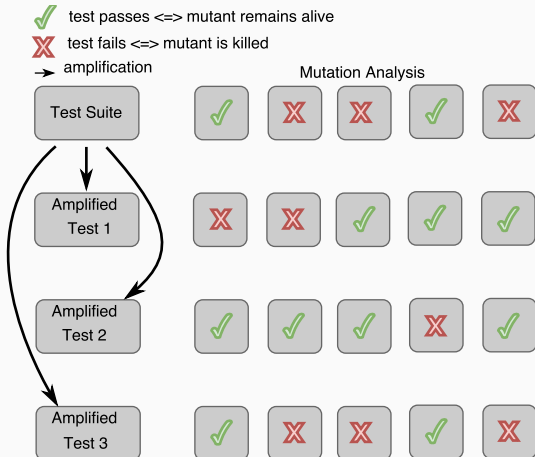 test passes <=> mutant remains alive
test fails <=> mutant is killed
amplification
Mutation Analysis
Test Suite
Amplified
Test 1
Amplified
Test 2
Amplified
Test 3